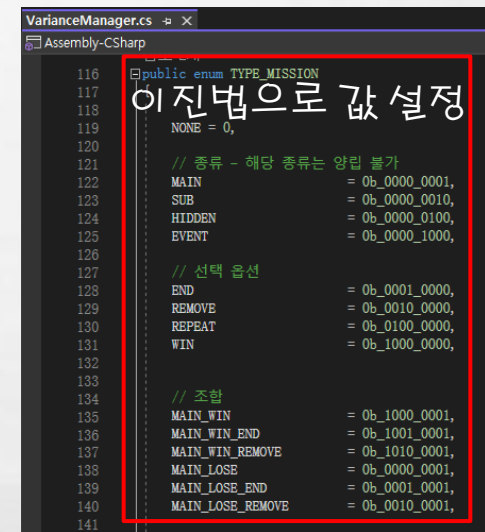 VarianceManager.cs
Assembly-CSharp
116 public enum TYPE_MISSION
117 {
이진법으로 값 설정
118
119 NONE = 0,
120
121 // 종류 - 해당 종류는 양립 불가
122 MAIN = 0b_0000_0001,
123 SUB = 0b_0000_0010,
124 HIDDEN = 0b_0000_0100,
125 EVENT = 0b_0000_1000,
126
127 // 선택 옵션
128 END = 0b_0001_0000,
129 REMOVE = 0b_0010_0000,
130 REPEAT = 0b_0100_0000,
131 WIN = 0b_1000_0000,
132
133
134 // 조합
135 MAIN_WIN = 0b_1000_0001,
136 MAIN_WIN_END = 0b_1001_0001,
137 MAIN_WIN_REMOVE = 0b_1010_0001,
138 MAIN_LOSE = 0b_0000_0001,
139 MAIN_LOSE_END = 0b_0001_0001,
140 MAIN_LOSE_REMOVE = 0b_0010_0001,
141